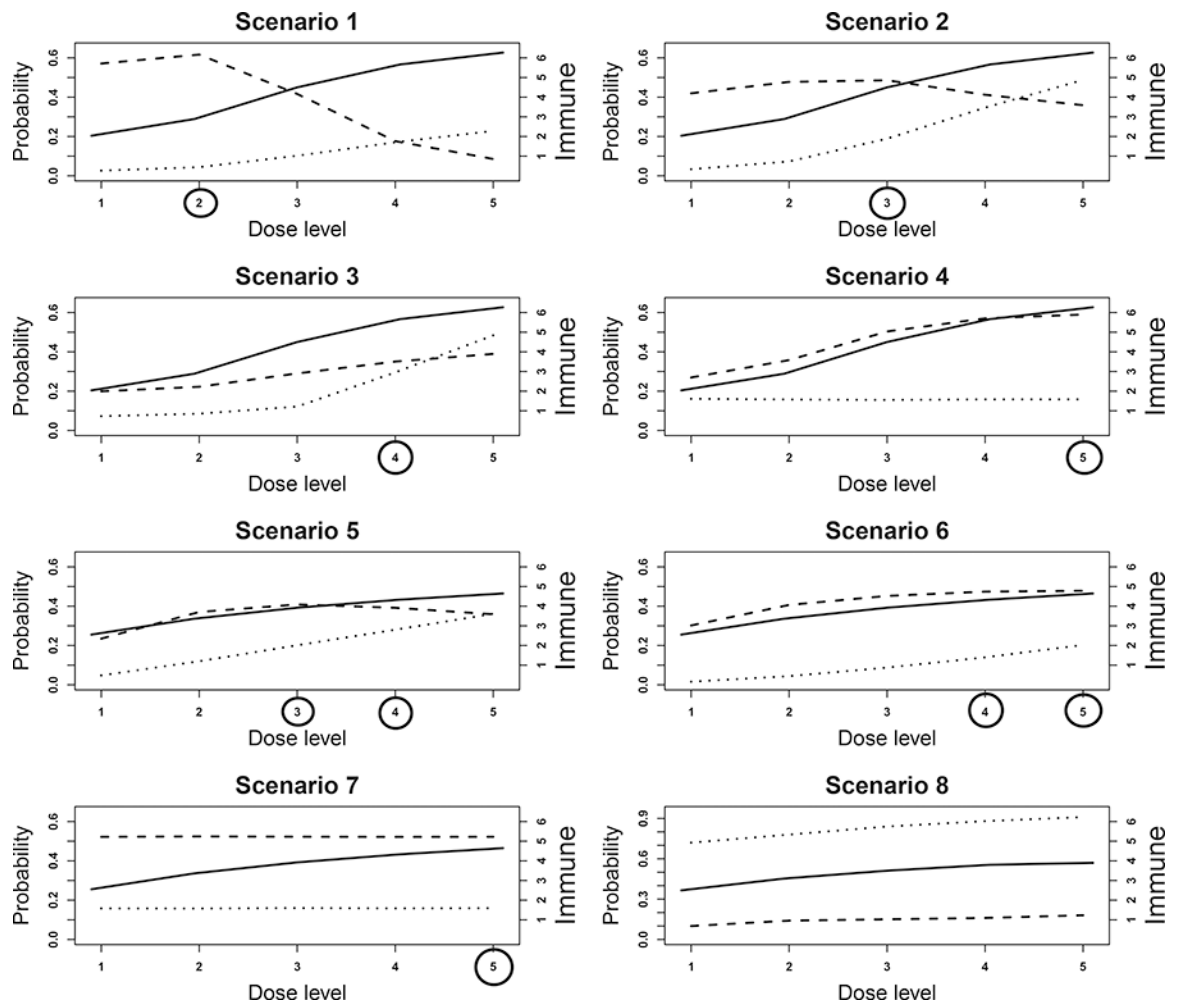 Scenario 1
Probability
0.0 0.2 0.4 0.6
1 2 3 4 5 6
Immune
1 2 3 4 5
Dose level
Scenario 2
Probability
0.0 0.2 0.4 0.6
1 2 3 4 5 6
Immune
1 2 3 4 5
Dose level
Scenario 3
Probability
0.0 0.2 0.4 0.6
1 2 3 4 5 6
Immune
1 2 3 4 5
Dose level
Scenario 4
Probability
0.0 0.2 0.4 0.6
1 2 3 4 5 6
Immune
1 2 3 4 5
Dose level
Scenario 5
Probability
0.0 0.2 0.4 0.6
1 2 3 4 5 6
Immune
1 2 3 4 5
Dose level
Scenario 6
Probability
0.0 0.2 0.4 0.6
1 2 3 4 5 6
Immune
1 2 3 4 5
Dose level
Scenario 7
Probability
0.0 0.2 0.4 0.6
1 2 3 4 5 6
Immune
1 2 3 4 5
Dose level
Scenario 8
Probability
0.0 0.3 0.6 0.9
1 2 3 4 5 6
Immune
1 2 3 4 5
Dose level